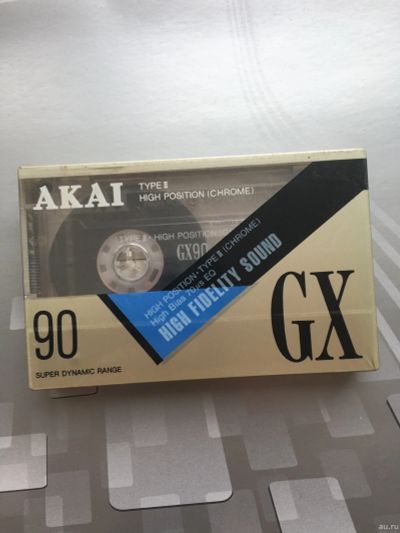 AKAI
TYPE II
HIGH POSITION (CHROME)
TYPE II • HIGH POSITION
GX90
HIGH POSITION • TYPE II (CHROME)
High Bias 70μs EQ
HIGH FIDELITY SOUND
90
SUPER DYNAMIC RANGE
GX
au.ru